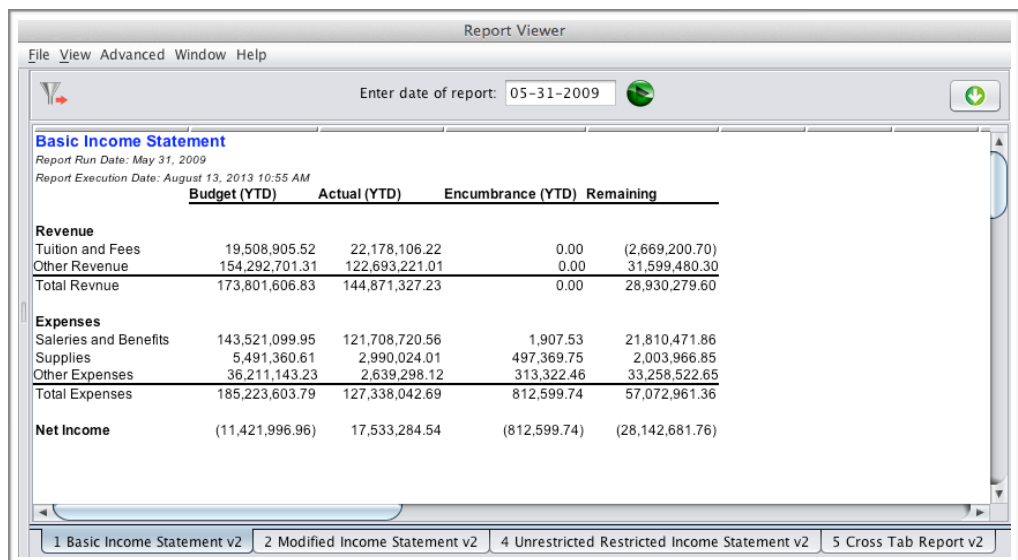 Report Viewer
File View Advanced Window Help
Enter date of report: 05-31-2009
Basic Income Statement
Report Run Date: May 31, 2009
Report Execution Date: August 13, 2013 10:55 AM
Budget (YTD) Actual (YTD) Encumbrance (YTD) Remaining
Revenue
Tuition and Fees 19,508,905.52 22,178,106.22 0.00 (2,669,200.70)
Other Revenue 154,292,701.31 122,693,221.01 0.00 31,599,480.30
Total Revnue 173,801,606.83 144,871,327.23 0.00 28,930,279.60
Expenses
Saleries and Benefits 143,521,099.95 121,708,720.56 1,907.53 21,810,471.86
Supplies 5,491,360.61 2,990,024.01 497,369.75 2,003,966.85
Other Expenses 36,211,143.23 2,639,298.12 313,322.46 33,258,522.65
Total Expenses 185,223,603.79 127,338,042.69 812,599.74 57,072,961.36
Net Income (11,421,996.96) 17,533,284.54 (812,599.74) (28,142,681.76)
1 Basic Income Statement v2 2 Modified Income Statement v2 4 Unrestricted Restricted Income Statement v2 5 Cross Tab Report v2